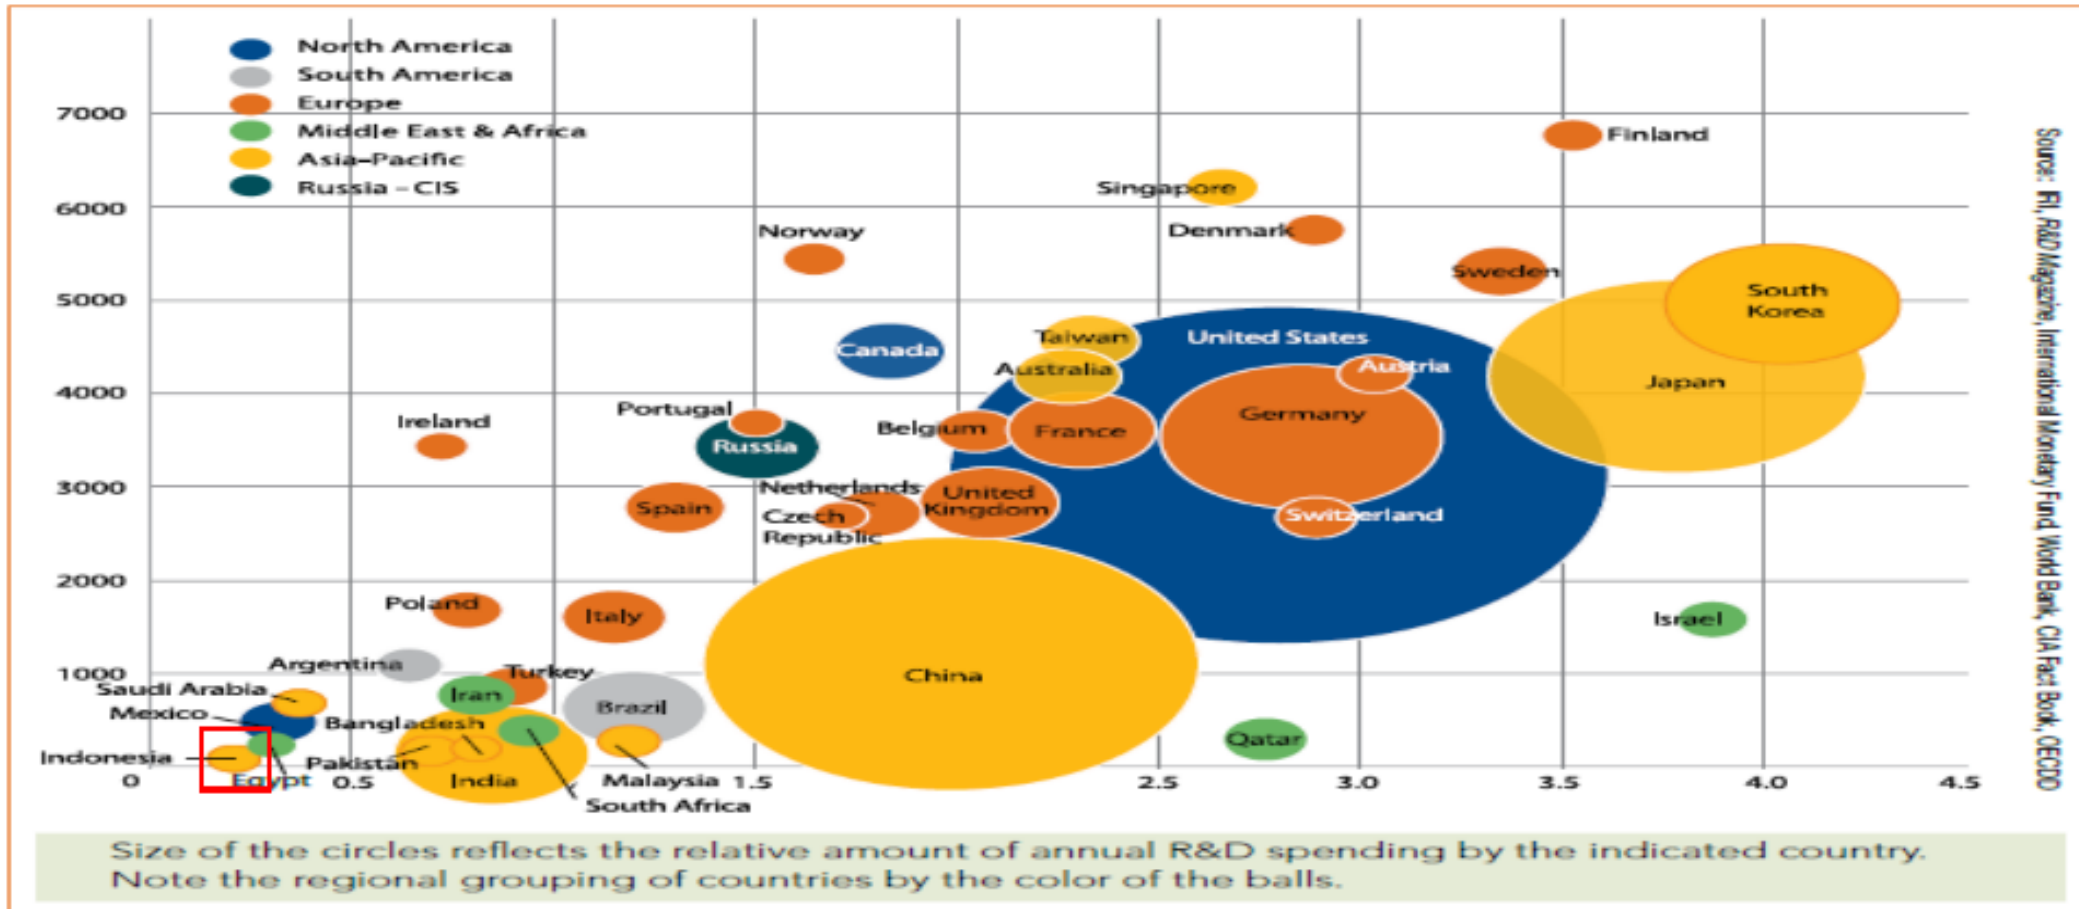 North America
South America
Europe
Middle East & Africa
Asia–Pacific
Russia – CIS
7000
6000
5000
4000
3000
2000
1000
0
0.5
1.5
2.5
3.0
3.5
4.0
4.5
Finland
Singapore
Denmark
Norway
Sweden
South
Korea
Taiwan
United States
Canada
Australia
Austria
Japan
Portugal
Germany
Ireland
Belgium
France
Russia
Netherlands
United
Kingdom
Spain
Czech
Republic
Switzerland
Poland
Italy
Israel
Argentina
Turkey
China
Saudi Arabia
Iran
Mexico
Bangladesh
Brazil
Qatar
Indonesia
Pakistan
Egypt
India
Malaysia
South Africa
Source: IRI, R&D Magazine, International Monetary Fund, World Bank, CIA Fact Book, OECDD
Size of the circles reflects the relative amount of annual R&D spending by the indicated country.
Note the regional grouping of countries by the color of the balls.